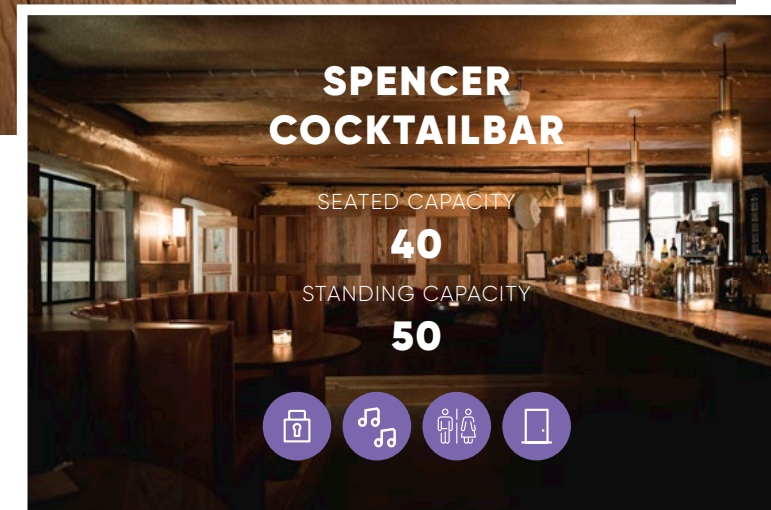 SPENCER
COCKTAILBAR
SEATED CAPACITY
40
STANDING CAPACITY
50